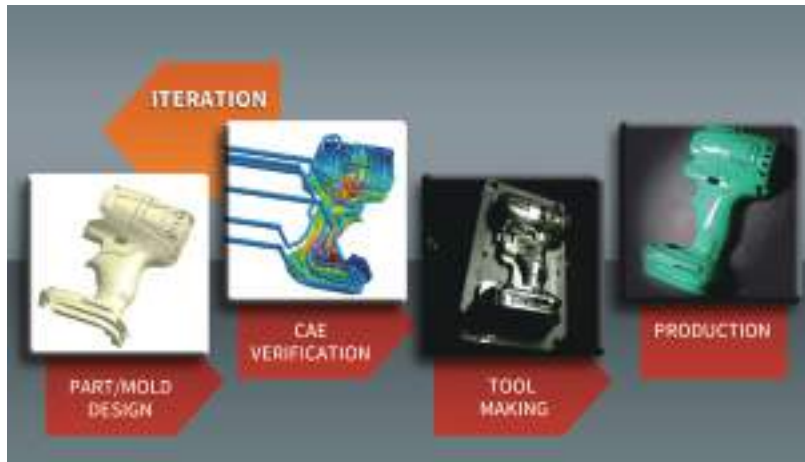 ITERATION
CAE
VERIFICATION
PRODUCTION
PART/MOLD
DESIGN
TOOL
MAKING